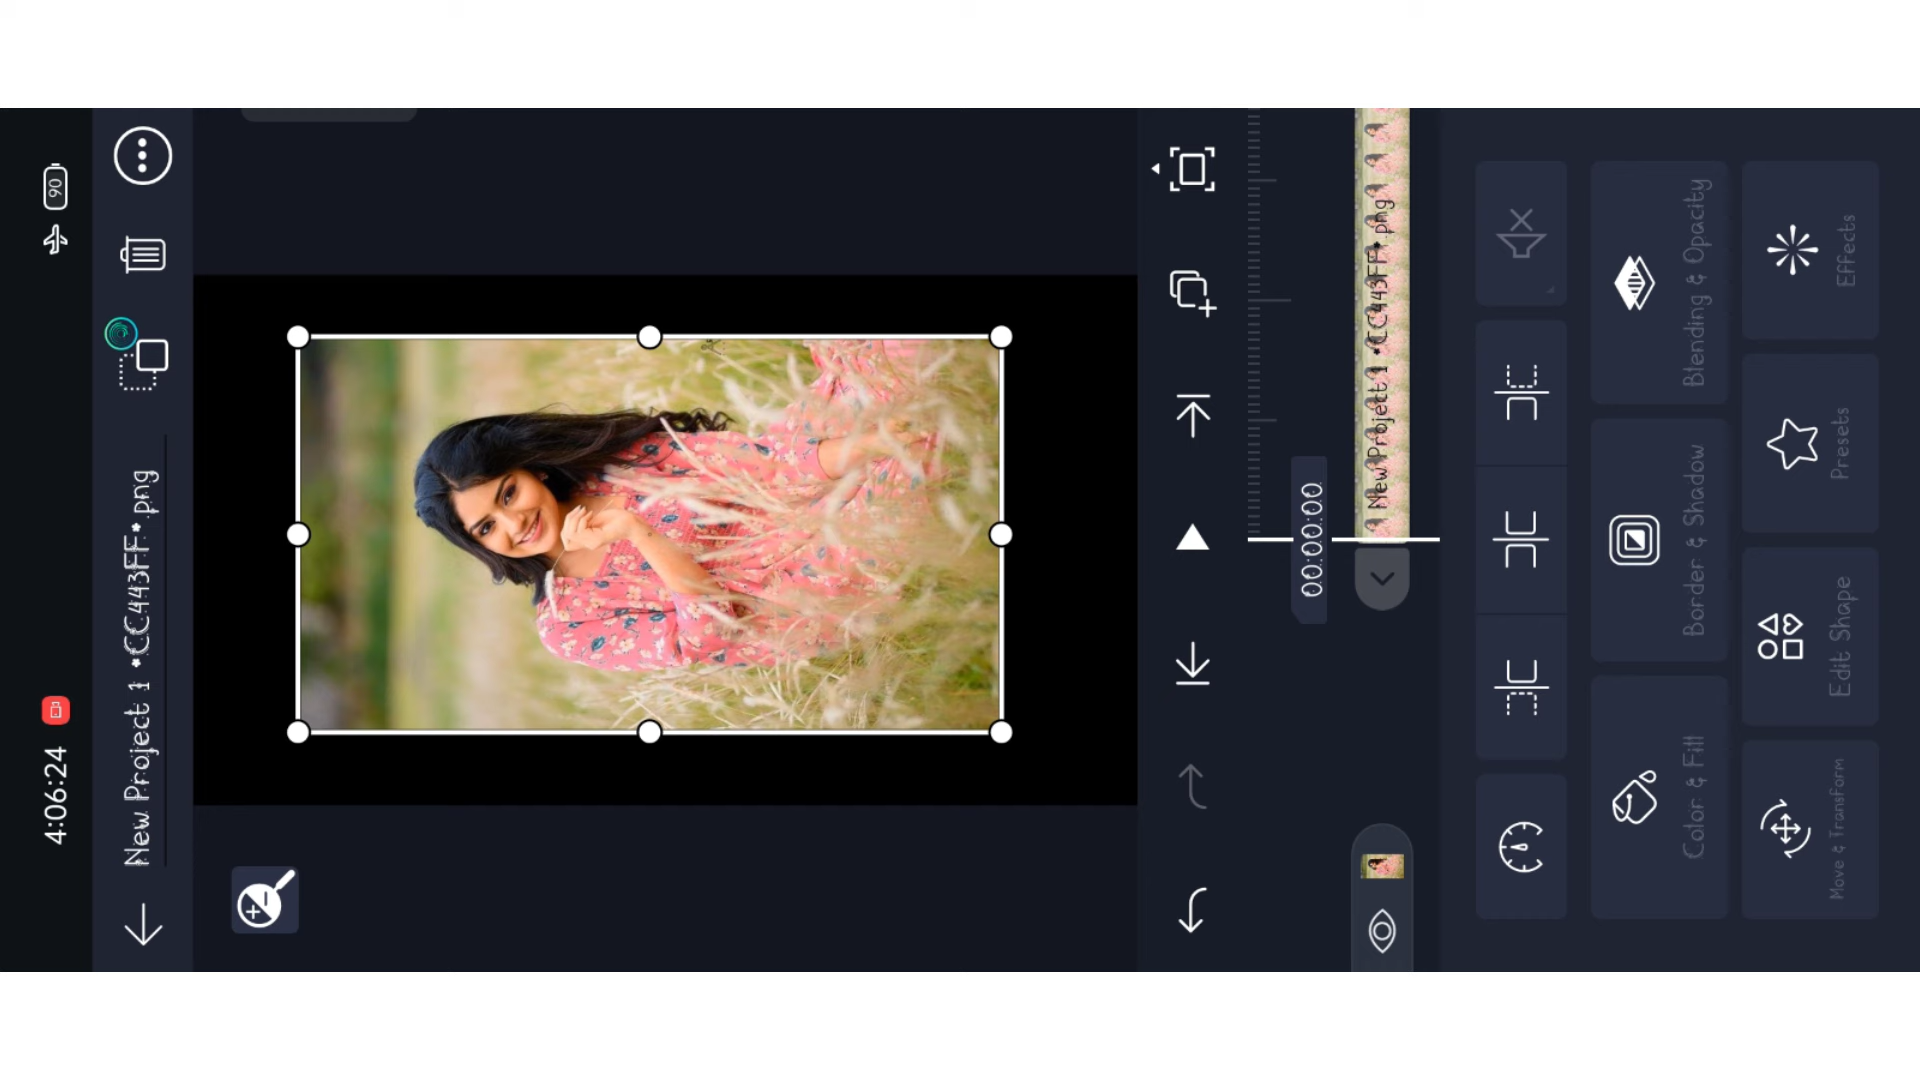 4:06:24
90
New Project 1 *CC443FF*.png
00:00:00
New Project 1 *CC443FF*.png
Color & Fill
Border & Shadow
Blending & Opacity
Move & Transform
Edit Shape
Presets
Effects